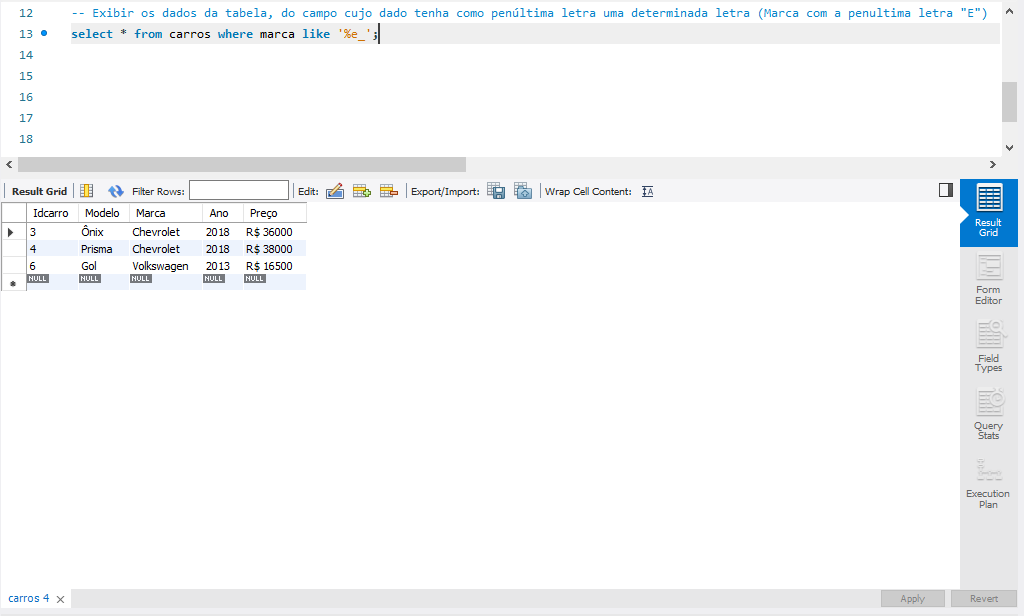 12 -- Exibir os dados da tabela, do campo cujo dado tenha como penúltima letra uma determinada letra (Marca com a penultima letra "E")
13 select * from carros where marca like '%e_';
14
15
16
17
18
Result Grid Filter Rows: Edit: Export/Import: Wrap Cell Content:
Idcarro Modelo Marca Ano Preço
3 Ônix Chevrolet 2018 R$ 36000
4 Prisma Chevrolet 2018 R$ 38000
6 Gol Volkswagen 2013 R$ 16500
NULL NULL NULL NULL NULL
Result
Grid
Form
Editor
Field
Types
Query
Stats
Execution
Plan
carros 4
Apply Revert